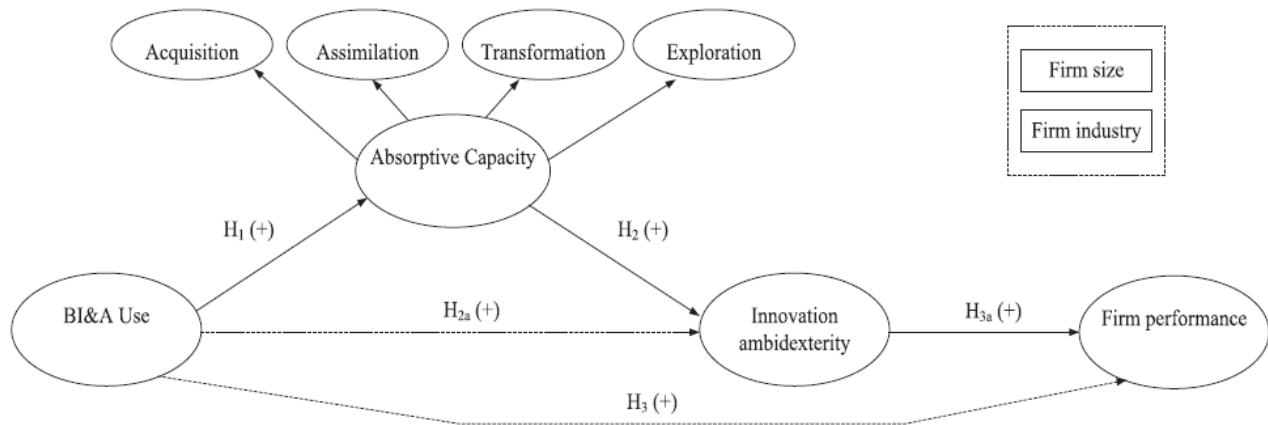 Acquisition
Assimilation
Transformation
Exploration
Firm size
Firm industry
Absorptive Capacity
H₁ (+)
H₂ (+)
BI&A Use
H₂ₐ (+)
Innovation
ambidexterity
H₃ₐ (+)
Firm performance
H₃ (+)